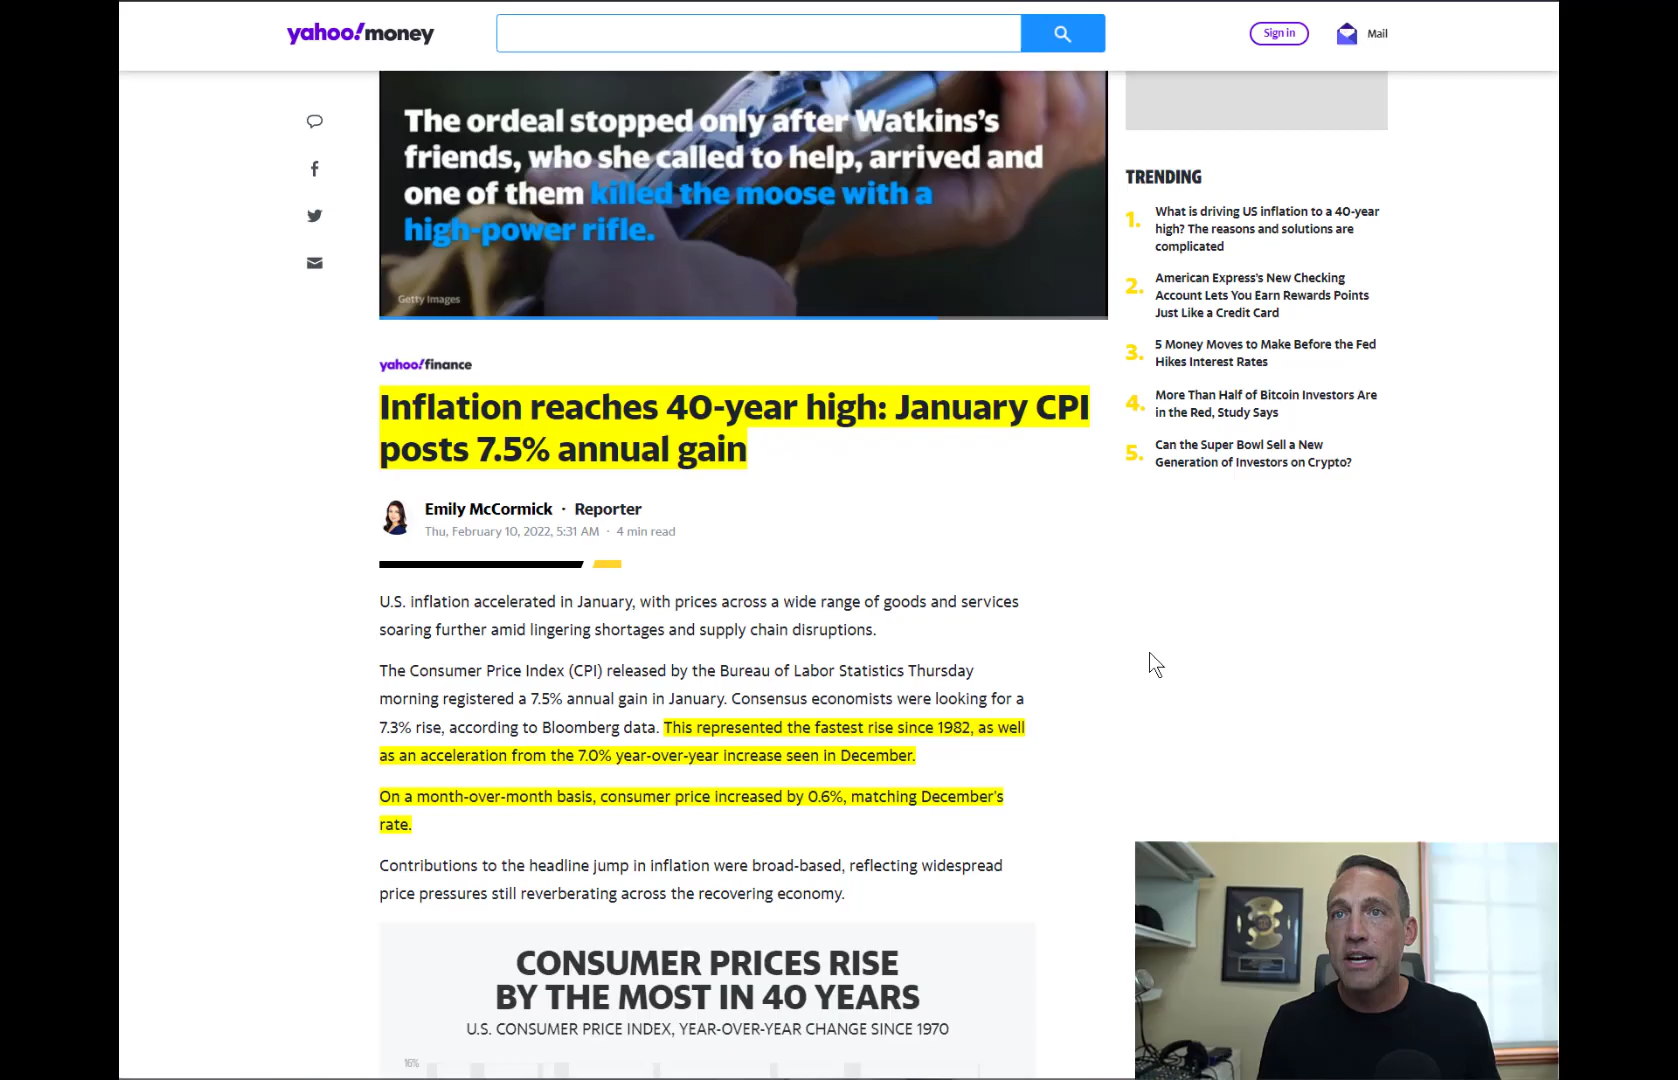 yahoo!money
Sign in
Mail
The ordeal stopped only after Watkins's
friends, who she called to help, arrived and
one of them killed the moose with a
high-power rifle.
Getty Images
TRENDING
1. What is driving US inflation to a 40-year
high? The reasons and solutions are
complicated
2. American Express's New Checking
Account Lets You Earn Rewards Points
Just Like a Credit Card
3. 5 Money Moves to Make Before the Fed
Hikes Interest Rates
4. More Than Half of Bitcoin Investors Are
in the Red, Study Says
5. Can the Super Bowl Sell a New
Generation of Investors on Crypto?
yahoo!finance
Inflation reaches 40-year high: January CPI
posts 7.5% annual gain
Emily McCormick · Reporter
Thu, February 10, 2022, 5:31 AM · 4 min read
U.S. inflation accelerated in January, with prices across a wide range of goods and services
soaring further amid lingering shortages and supply chain disruptions.
The Consumer Price Index (CPI) released by the Bureau of Labor Statistics Thursday
morning registered a 7.5% annual gain in January. Consensus economists were looking for a
7.3% rise, according to Bloomberg data. This represented the fastest rise since 1982, as well
as an acceleration from the 7.0% year-over-year increase seen in December.
On a month-over-month basis, consumer price increased by 0.6%, matching December's
rate.
Contributions to the headline jump in inflation were broad-based, reflecting widespread
price pressures still reverberating across the recovering economy.
CONSUMER PRICES RISE
BY THE MOST IN 40 YEARS
U.S. CONSUMER PRICE INDEX, YEAR-OVER-YEAR CHANGE SINCE 1970
16%